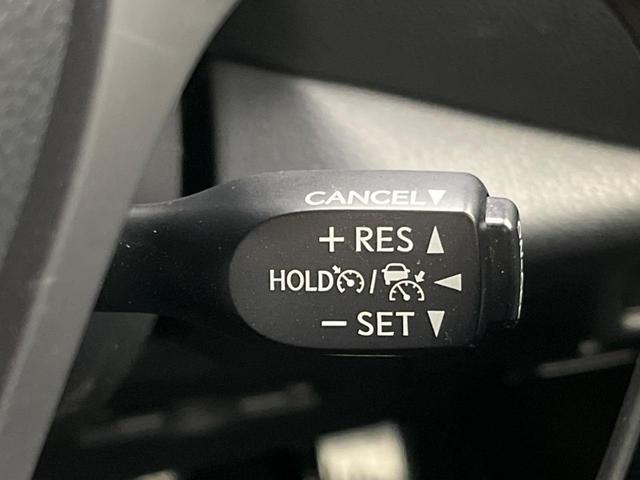 CANCEL▼
+ RES ▲
HOLD / ◀
− SET ▼